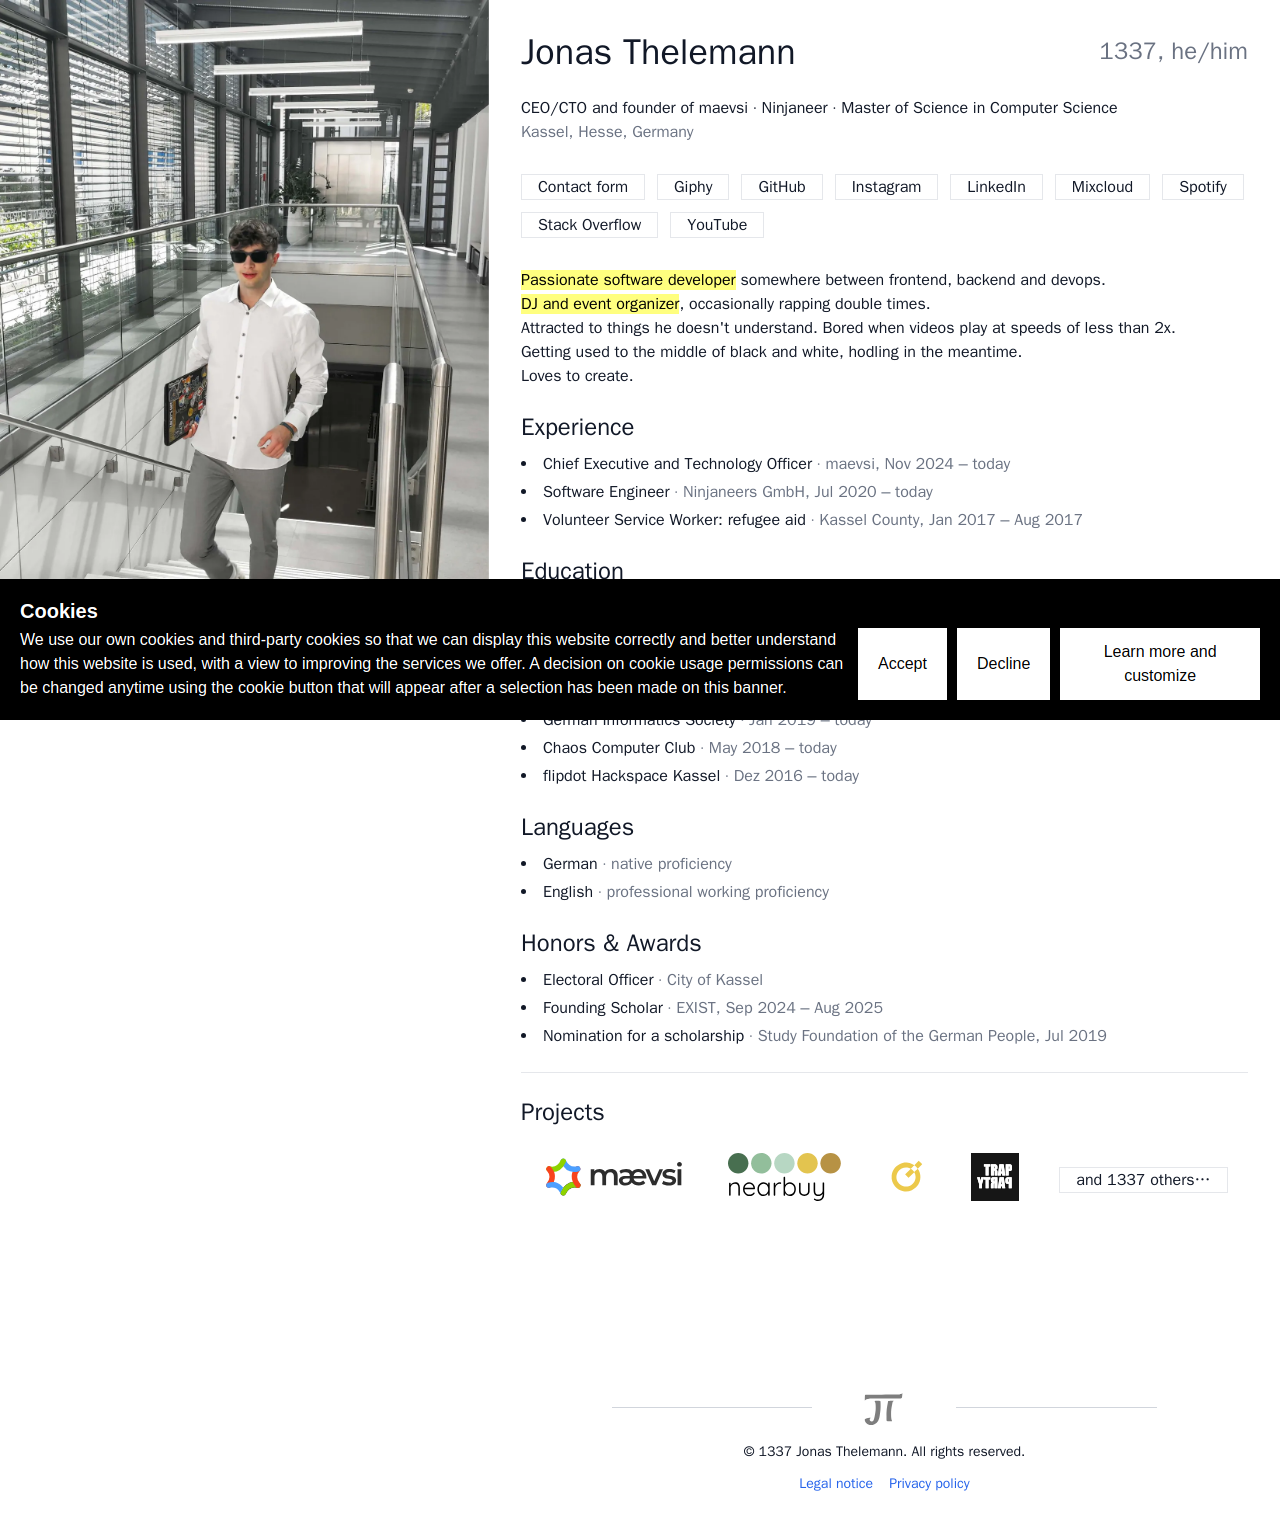 Jonas Thelemann
1337, he/him
CEO/CTO and founder of maevsi · Ninjaneer · Master of Science in Computer Science
Kassel, Hesse, Germany
Contact form
Giphy
GitHub
Instagram
LinkedIn
Mixcloud
Spotify
Stack Overflow
YouTube
Passionate software developer somewhere between frontend, backend and devops.
DJ and event organizer, occasionally rapping double times.
Attracted to things he doesn't understand. Bored when videos play at speeds of less than 2x.
Getting used to the middle of black and white, hodling in the meantime.
Loves to create.
Experience
• Chief Executive and Technology Officer · maevsi, Nov 2024 – today
• Software Engineer · Ninjaneers GmbH, Jul 2020 – today
• Volunteer Service Worker: refugee aid · Kassel County, Jan 2017 – Aug 2017
Education
Cookies
We use our own cookies and third-party cookies so that we can display this website correctly and better understand
how this website is used, with a view to improving the services we offer. A decision on cookie usage permissions can
be changed anytime using the cookie button that will appear after a selection has been made on this banner.
Accept
Decline
Learn more and
customize
• German Informatics Society · Jan 2019 – today
• Chaos Computer Club · May 2018 – today
• flipdot Hackspace Kassel · Dez 2016 – today
Languages
• German · native proficiency
• English · professional working proficiency
Honors & Awards
• Electoral Officer · City of Kassel
• Founding Scholar · EXIST, Sep 2024 – Aug 2025
• Nomination for a scholarship · Study Foundation of the German People, Jul 2019
Projects
mævsi
nearbuy
TRAP
PARTY
and 1337 others⋯
JT
© 1337 Jonas Thelemann. All rights reserved.
Legal notice
Privacy policy